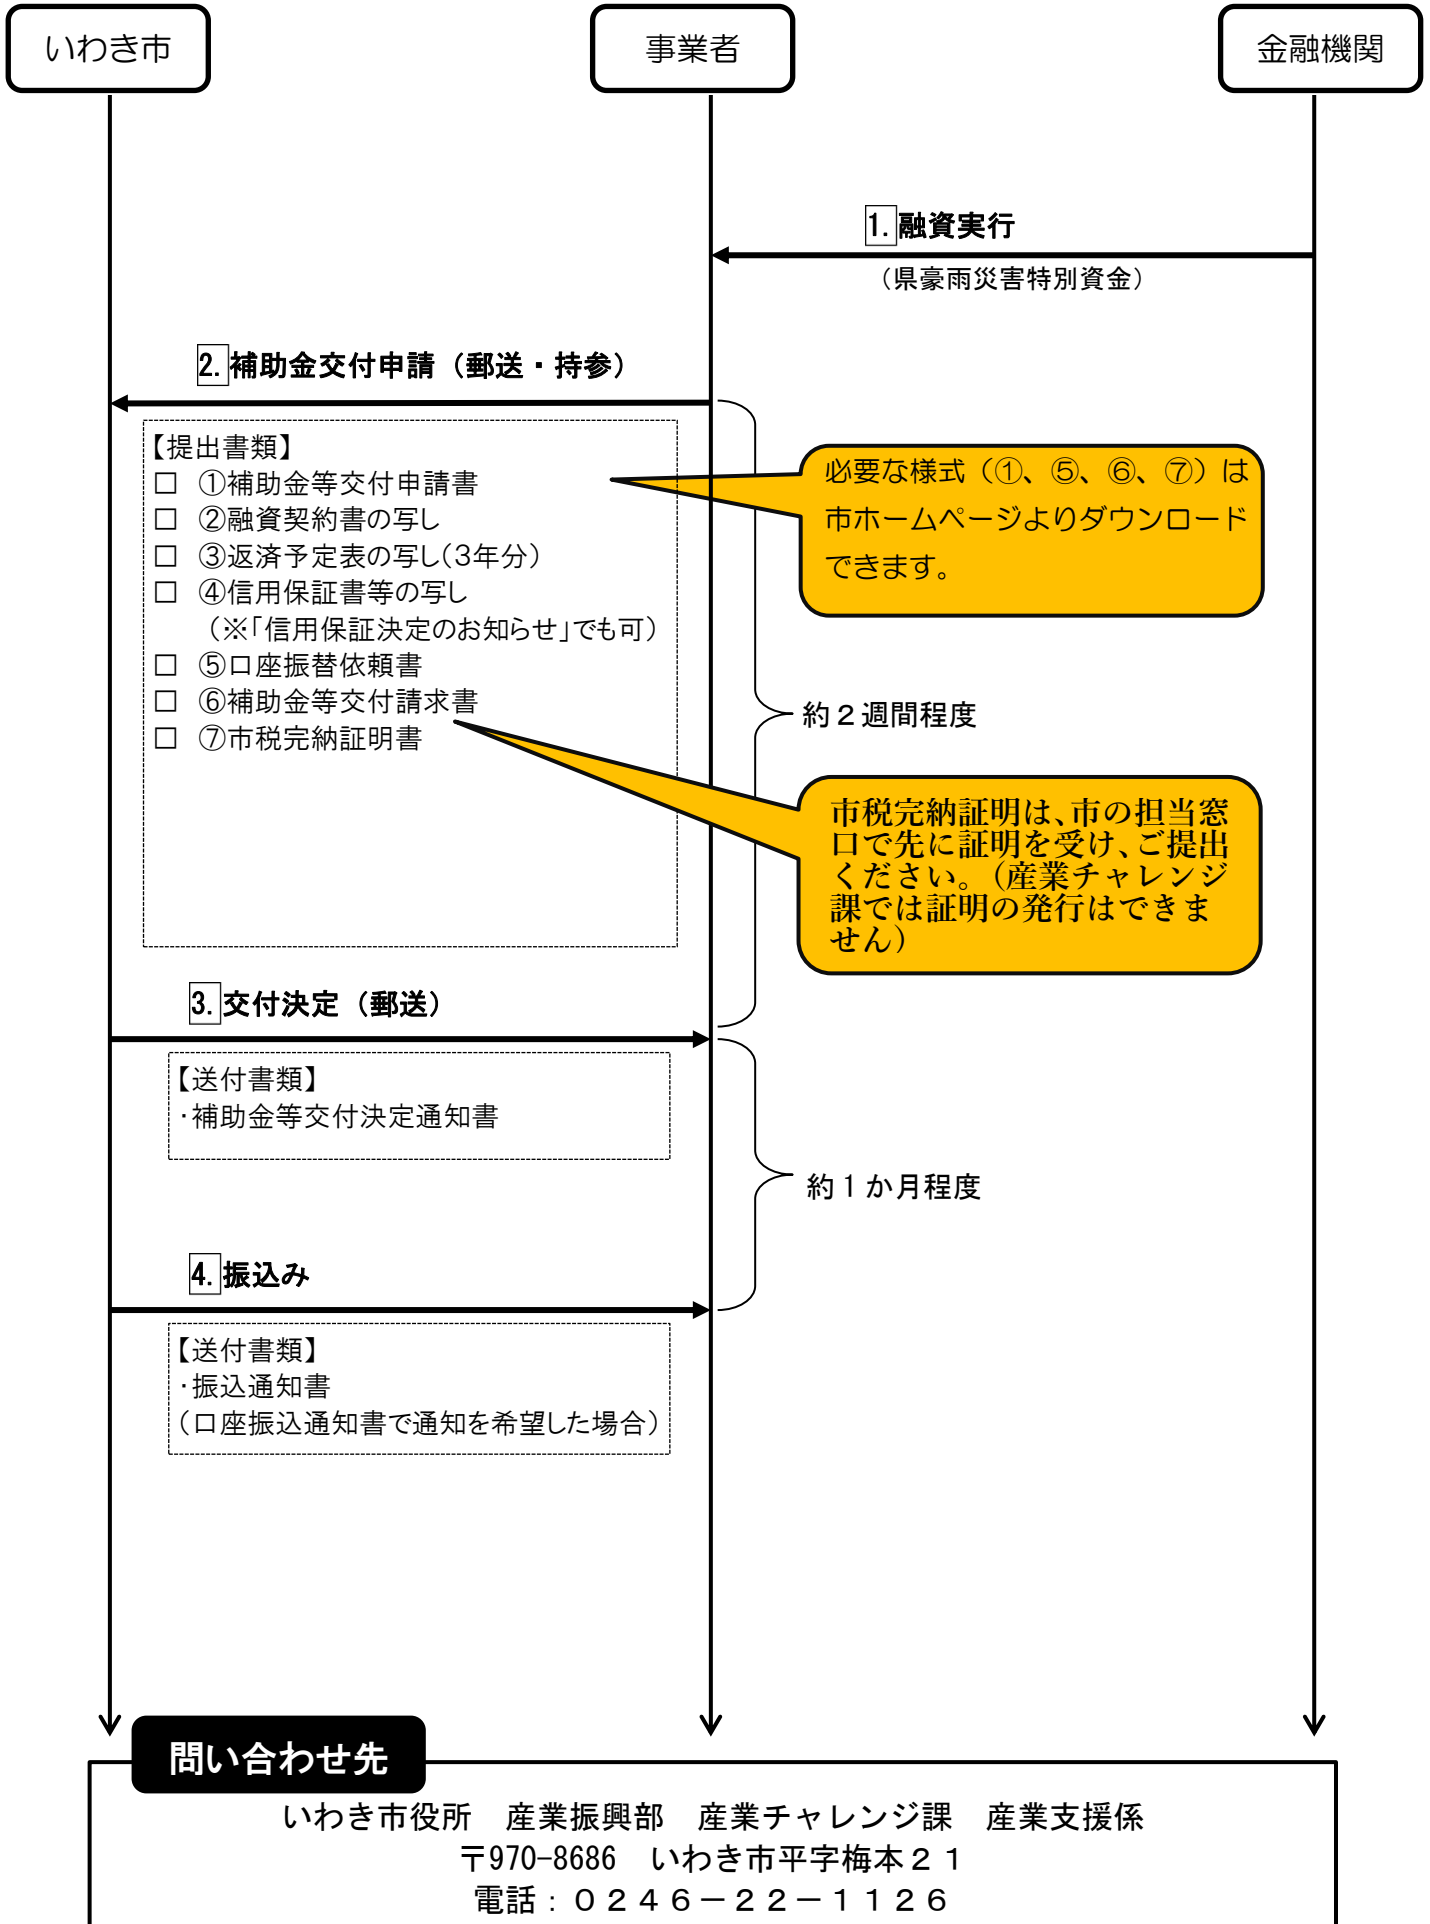 いわき市
事業者
金融機関
1.融資実行
（県豪雨災害特別資金）
2.補助金交付申請（郵送・持参）
【提出書類】
□ ①補助金等交付申請書
□ ②融資契約書の写し
□ ③返済予定表の写し（3年分）
□ ④信用保証書等の写し
（※「信用保証決定のお知らせ」でも可）
□ ⑤口座振替依頼書
□ ⑥補助金等交付請求書
□ ⑦市税完納証明書
必要な様式（①、⑤、⑥、⑦）は
市ホームページよりダウンロード
できます。
約２週間程度
市税完納証明は、市の担当窓
口で先に証明を受け、ご提出
ください。（産業チャレンジ
課では証明の発行はできま
せん）
3.交付決定（郵送）
【送付書類】
・補助金等交付決定通知書
約１か月程度
4.振込み
【送付書類】
・振込通知書
（口座振込通知書で通知を希望した場合）
問い合わせ先
いわき市役所　産業振興部　産業チャレンジ課　産業支援係
〒970-8686　いわき市平字梅本２１
電話：０２４６－２２－１１２６